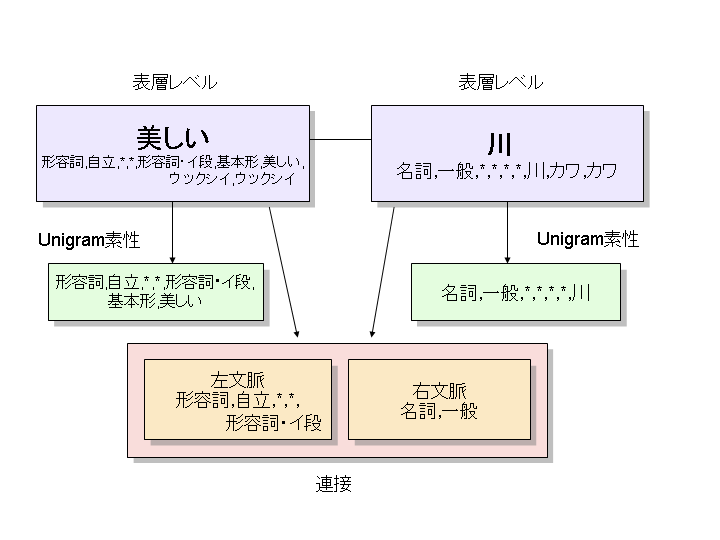 表層レベル
表層レベル
美しい
形容詞,自立,*,*,形容詞・イ段,基本形,美しい,
ウツクシイ,ウツクシイ
川
名詞,一般,*,*,*,*,川,カワ,カワ
Unigram素性
Unigram素性
形容詞,自立,*,*,形容詞・イ段,
基本形,美しい
名詞,一般,*,*,*,*,川
左文脈
形容詞,自立,*,*,
形容詞・イ段
右文脈
名詞,一般
連接